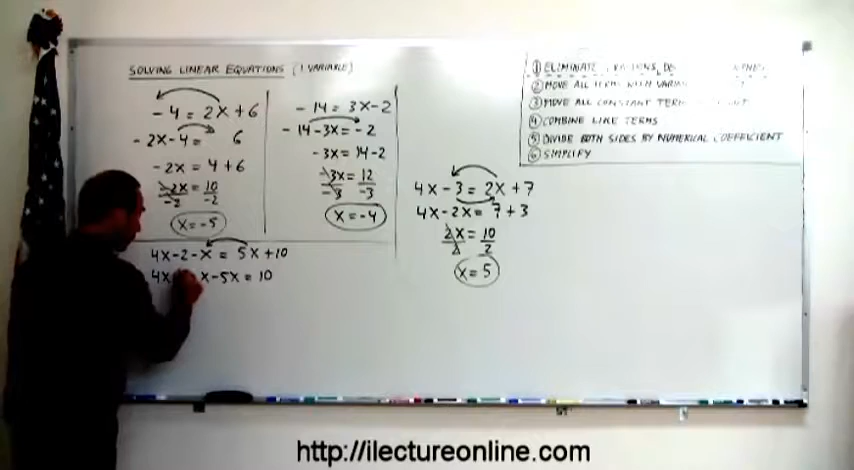 SOLVING LINEAR EQUATIONS (1 VARIABLE)
-4 = 2X + 6
-2X - 4 = 6
-2X = 4 + 6
-2X/-2 = 10/-2
X = -5
-14 = 3X - 2
-14 - 3X = -2
-3X = 14 - 2
-3X/-3 = 12/-3
X = -4
4X - 3 = 2X + 7
4X - 2X = 7 + 3
2X/2 = 10/2
X = 5
4X - 2 - X = 5X + 10
4X X - 5X = 10
① ELIMINATE
② MOVE ALL TERMS WITH
③ MOVE ALL CONSTANT
④ COMBINE LIKE TERMS
⑤ DIVIDE BOTH SIDES BY NUMERICAL COEFFICIENT
⑥ SIMPLIFY
http://ilectureonline.com